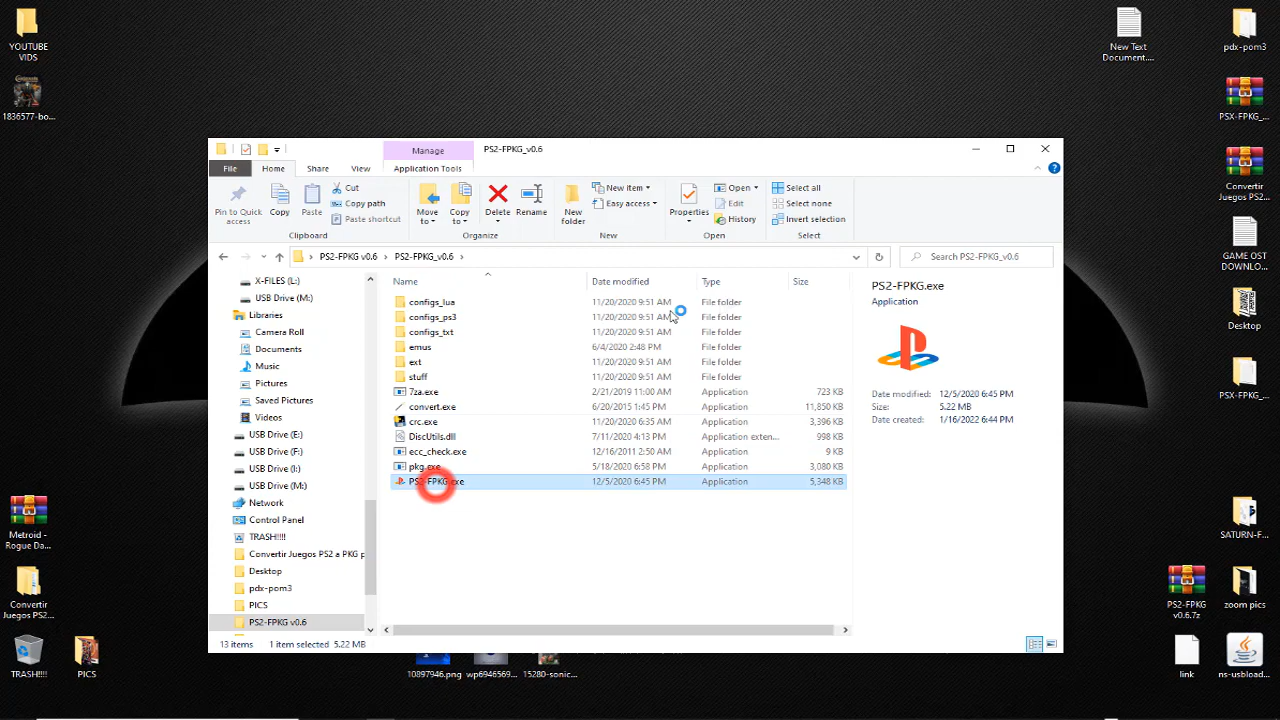 YOUTUBE
VIDS
1836577-bo...
Metroid -
Rogue Da...
Convertir
Juegos PS2...
TRASH!!!!
PICS
New Text
Document....
pdx-pom3
PSX-FPKG_...
Convertir
Juegos PS2...
GAME OST
DOWNLO...
Desktop
PSX-FPKG_...
SATURN-F...
PS2-FPKG
v0.6.7z
zoom pics
link
ns-usbload...
10897946.png
wp6946569...
15280-sonic...
Manage
PS2-FPKG_v0.6
File
Home
Share
View
Application Tools
Pin to Quick
access
Copy
Paste
Cut
Copy path
Paste shortcut
Clipboard
Move
to
Copy
to
Delete
Rename
Organize
New
folder
New item
Easy access
New
Properties
Open
Edit
History
Open
Select all
Select none
Invert selection
Select
PS2-FPKG v0.6
PS2-FPKG_v0.6
Search PS2-FPKG_v0.6
X-FILES (L:)
USB Drive (M:)
Libraries
Camera Roll
Documents
Music
Pictures
Saved Pictures
Videos
USB Drive (E:)
USB Drive (F:)
USB Drive (I:)
USB Drive (M:)
Network
Control Panel
TRASH!!!!
Convertir Juegos PS2 a PKG p
Desktop
pdx-pom3
PICS
PS2-FPKG v0.6
Name Date modified Type Size
configs_lua 11/20/2020 9:51 AM File folder
configs_ps3 11/20/2020 9:51 AM File folder
configs_txt 11/20/2020 9:51 AM File folder
emus 6/4/2020 2:48 PM File folder
ext 11/20/2020 9:51 AM File folder
stuff 11/20/2020 9:51 AM File folder
7za.exe 2/21/2019 11:00 AM Application 723 KB
convert.exe 6/20/2015 1:45 PM Application 11,850 KB
crc.exe 11/20/2020 6:35 AM Application 3,396 KB
DiscUtils.dll 7/11/2020 4:13 PM Application exten... 998 KB
ecc_check.exe 12/16/2011 2:50 AM Application 9 KB
pkg.exe 5/18/2020 6:58 PM Application 3,080 KB
PS2-FPKG.exe 12/5/2020 6:45 PM Application 5,348 KB
PS2-FPKG.exe
Application
Date modified: 12/5/2020 6:45 PM
Size: 5.22 MB
Date created: 1/16/2022 6:44 PM
13 items 1 item selected 5.22 MB